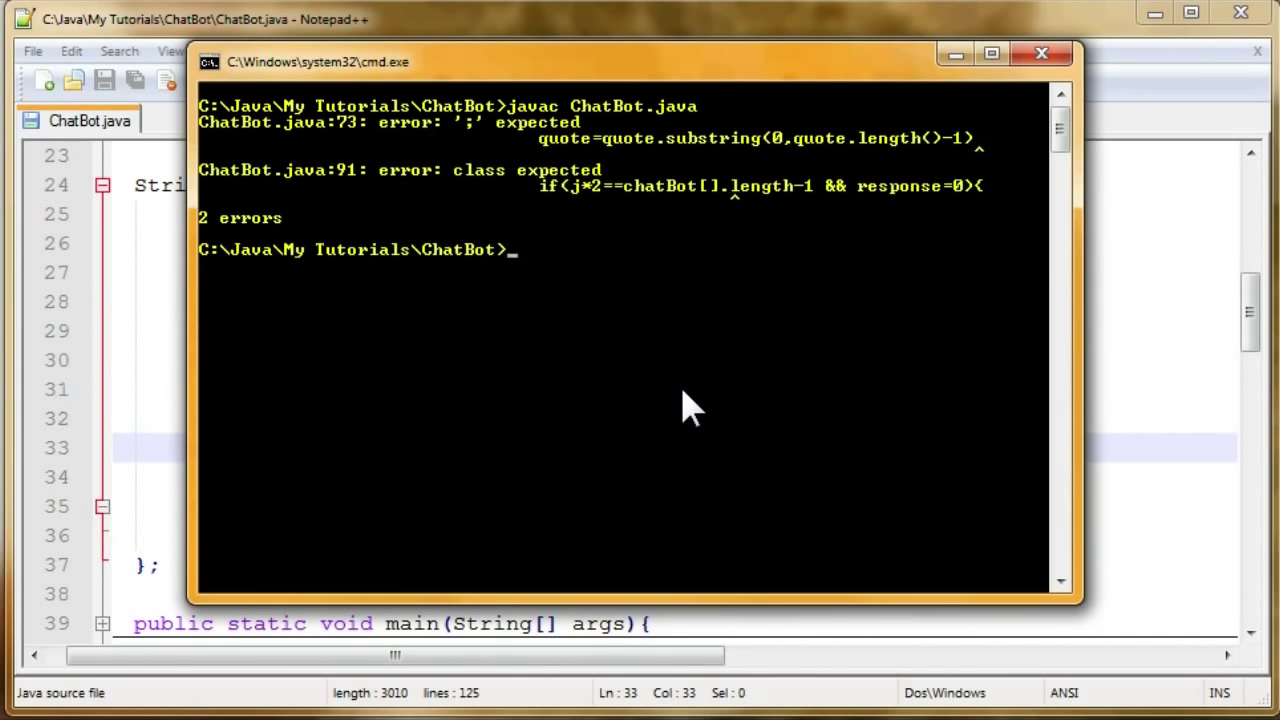 C:\Java\My Tutorials\ChatBot\ChatBot.java - Notepad++
File Edit Search View
X
C:\Windows\system32\cmd.exe
ChatBot.java
C:\Java\My Tutorials\ChatBot>javac ChatBot.java
ChatBot.java:73: error: ';' expected
quote=quote.substring(0,quote.length()-1)
^
ChatBot.java:91: error: class expected
if(j*2==chatBot[].length-1 && response=0){
^
2 errors
C:\Java\My Tutorials\ChatBot>_
23
24 Stri
25
26
27
28
29
30
31
32
33
34
35
36
37 };
38
39 public static void main(String[] args){
Java source file length : 3010 lines : 125 Ln : 33 Col : 33 Sel : 0 Dos\Windows ANSI INS